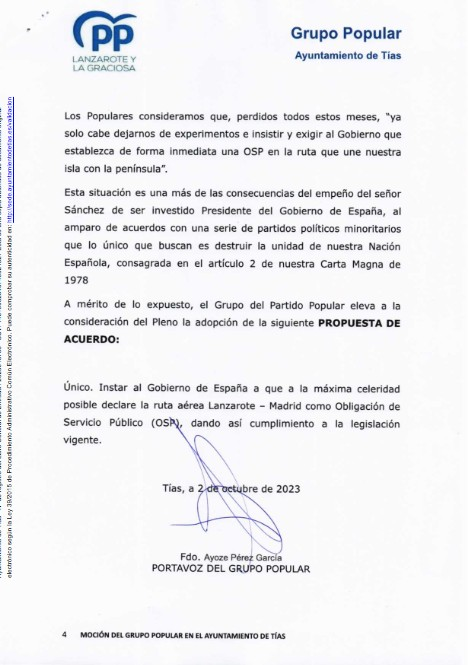 PP
LANZAROTE Y
LA GRACIOSA
Grupo Popular
Ayuntamiento de Tías
Los Populares consideramos que, perdidos todos estos meses, "ya
solo cabe dejarnos de experimentos e insistir y exigir al Gobierno que
establezca de forma inmediata una OSP en la ruta que une nuestra
isla con la península".
Esta situación es una más de las consecuencias del empeño del señor
Sánchez de ser investido Presidente del Gobierno de España, al
amparo de acuerdos con una serie de partidos políticos minoritarios
que lo único que buscan es destruir la unidad de nuestra Nación
Española, consagrada en el artículo 2 de nuestra Carta Magna de
1978
A mérito de lo expuesto, el Grupo del Partido Popular eleva a la
consideración del Pleno la adopción de la siguiente PROPUESTA DE
ACUERDO:
Único. Instar al Gobierno de España a que a la máxima celeridad
posible declare la ruta aérea Lanzarote – Madrid como Obligación de
Servicio Público (OSP), dando así cumplimiento a la legislación
vigente.
Tías, a 2 de octubre de 2023
Fdo. Ayoze Pérez García
PORTAVOZ DEL GRUPO POPULAR
4 MOCIÓN DEL GRUPO POPULAR EN EL AYUNTAMIENTO DE TÍAS
electrónico según la Ley 39/2015 de Procedimiento Administrativo Común Electrónico. Puede comprobar su autenticidad en: